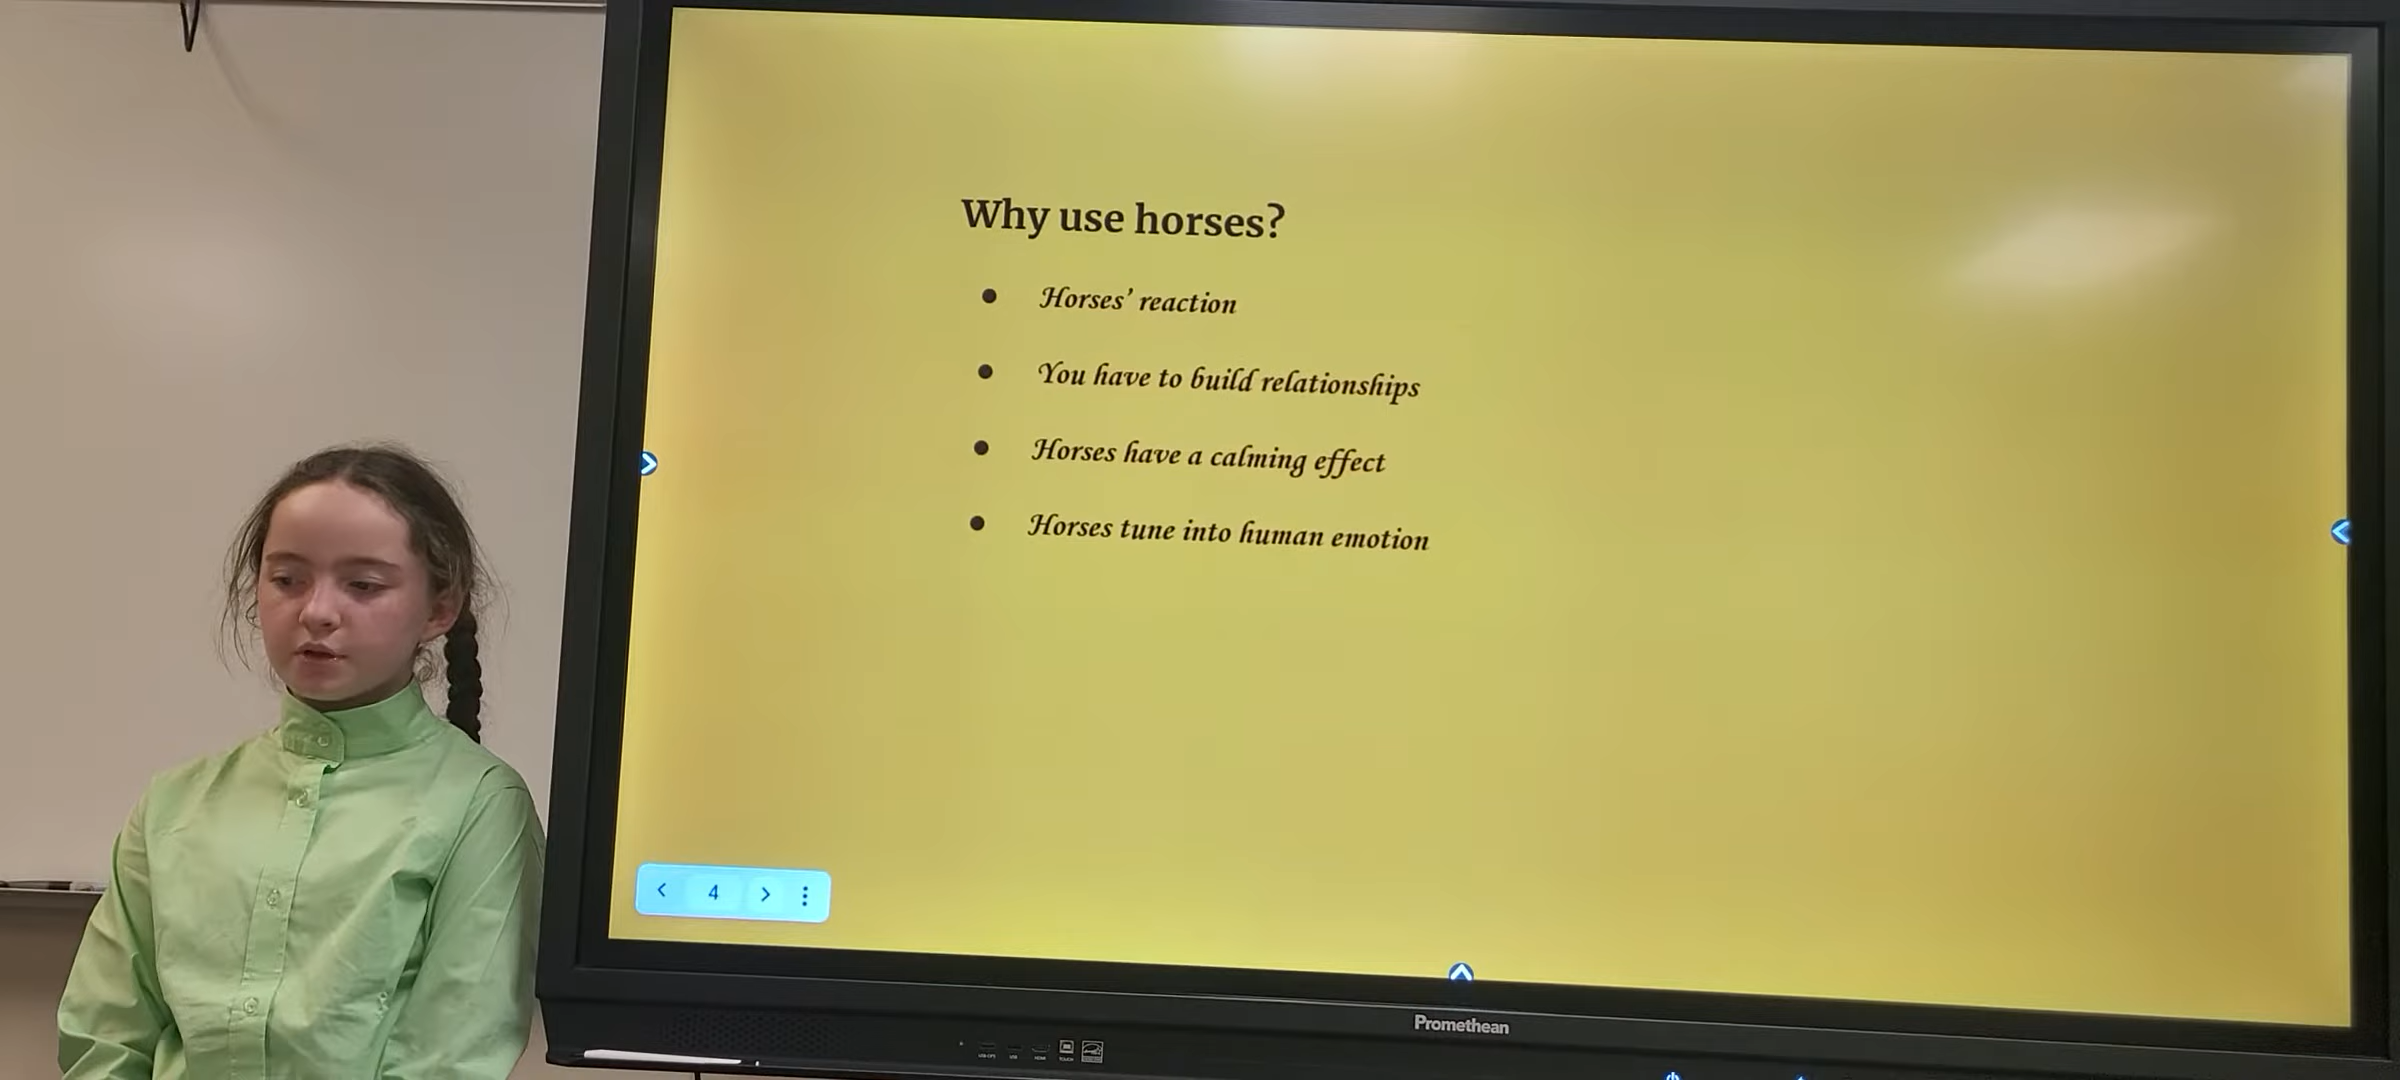 Why use horses?
Horses' reaction
You have to build relationships
Horses have a calming effect
Horses tune into human emotion
4
Promethean